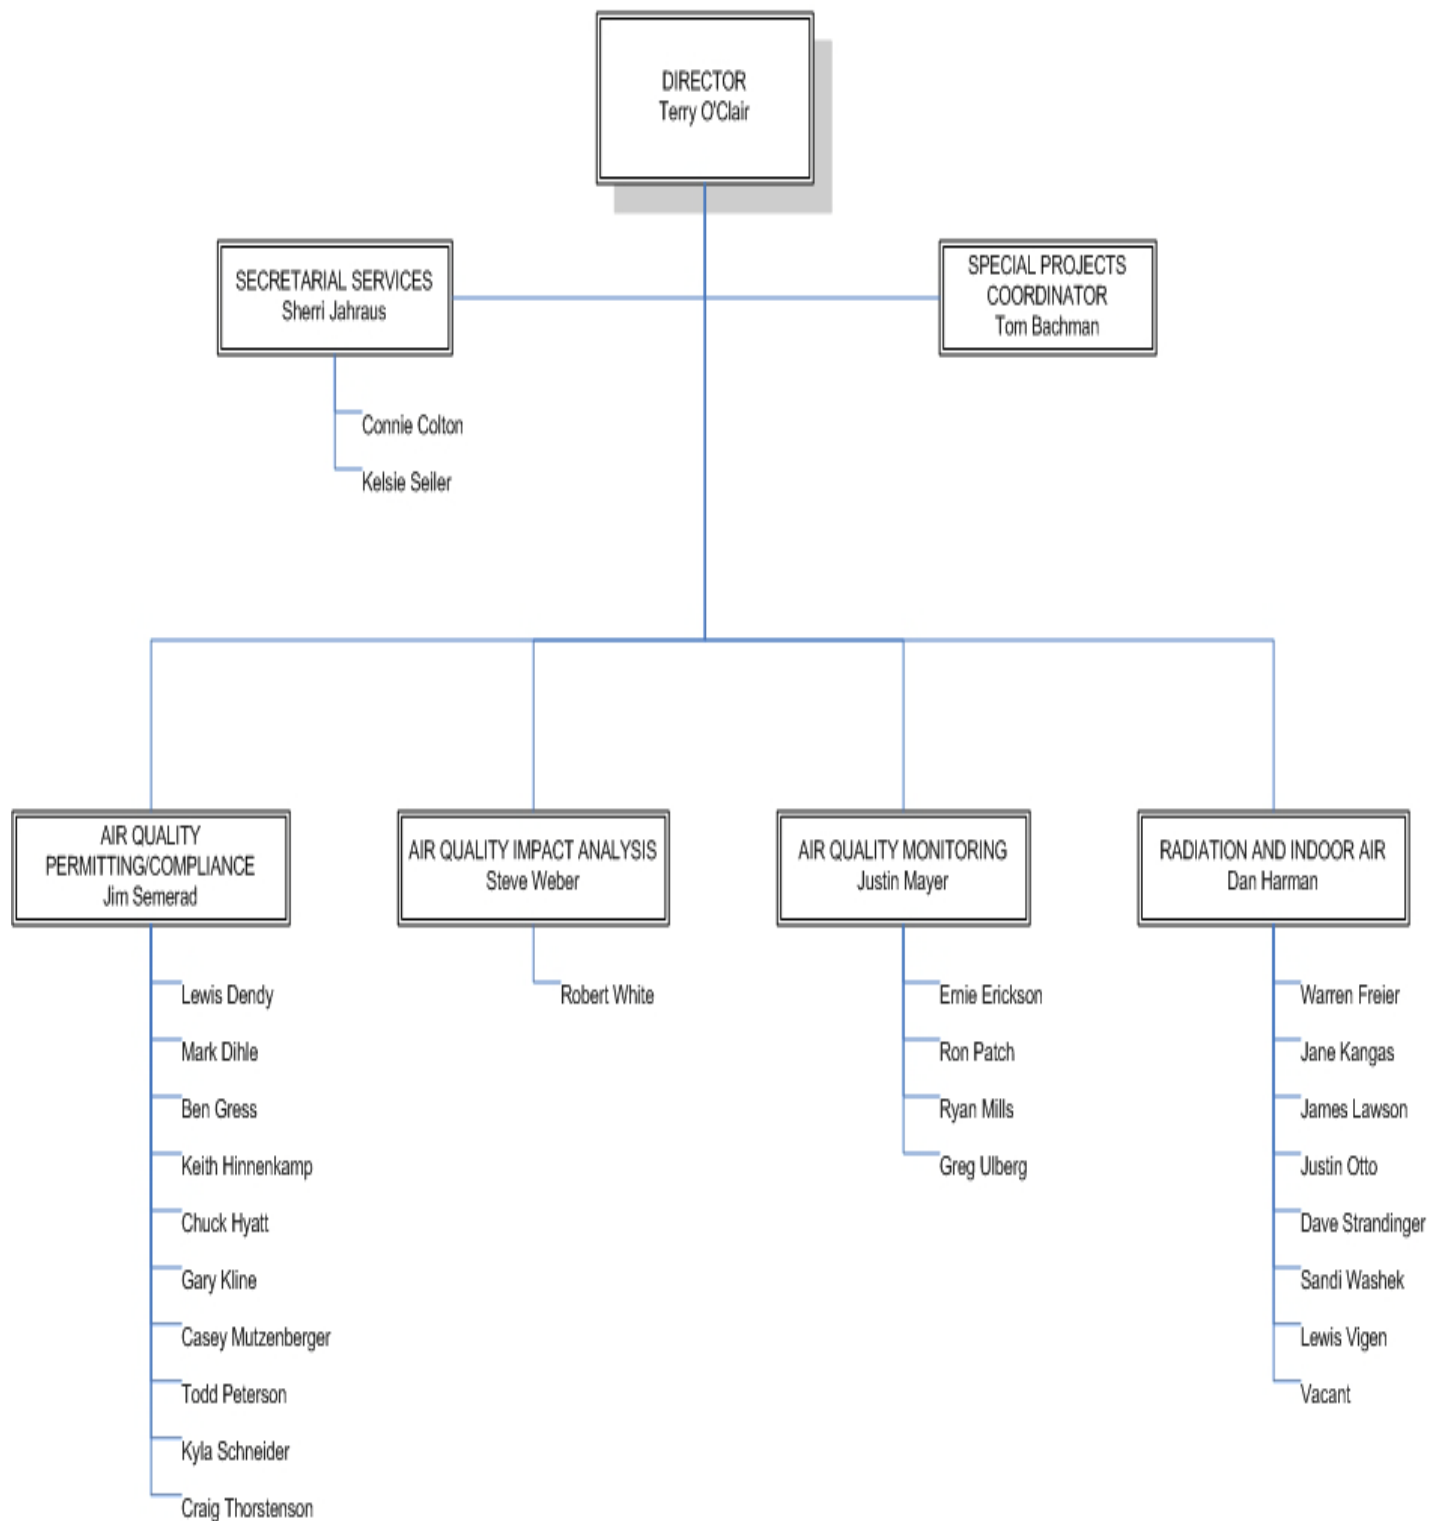 DIRECTOR
Terry O'Clair
SECRETARIAL SERVICES
Sherri Jahraus
SPECIAL PROJECTS
COORDINATOR
Tom Bachman
Connie Colton
Kelsie Seiler
AIR QUALITY
PERMITTING/COMPLIANCE
Jim Semerad
Lewis Dendy
Mark Dihle
Ben Gress
Keith Hinnenkamp
Chuck Hyatt
Gary Kline
Casey Mutzenberger
Todd Peterson
Kyla Schneider
Craig Thorstenson
AIR QUALITY IMPACT ANALYSIS
Steve Weber
Robert White
AIR QUALITY MONITORING
Justin Mayer
Ernie Erickson
Ron Patch
Ryan Mills
Greg Ulberg
RADIATION AND INDOOR AIR
Dan Harman
Warren Freier
Jane Kangas
James Lawson
Justin Otto
Dave Strandinger
Sandi Washek
Lewis Vigen
Vacant